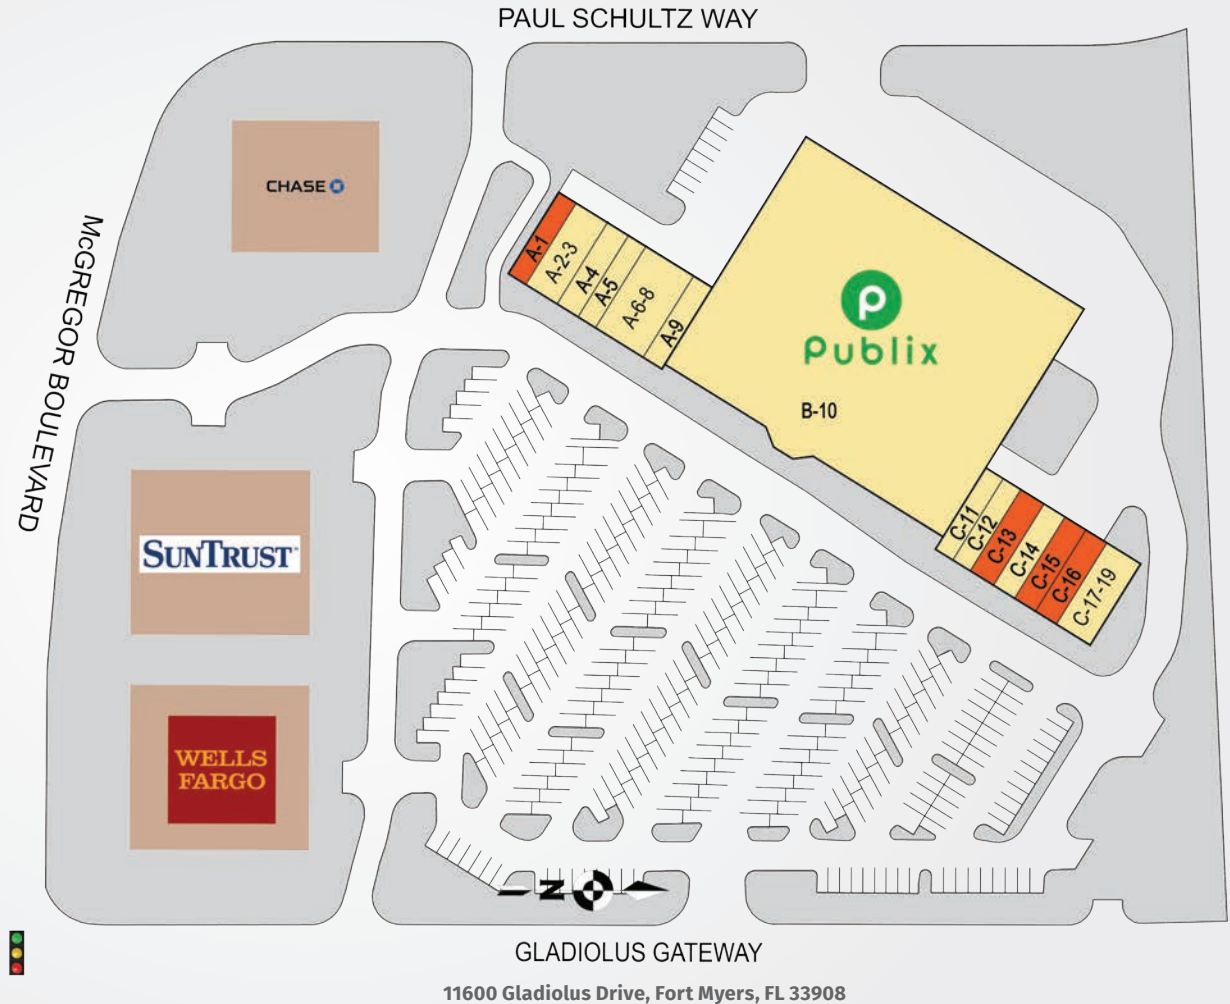 PAUL SCHULTZ WAY
CHASE
McGREGOR BOULEVARD
A-1
A-2-3
A-4
A-5
A-6-8
A-9
Publix
B-10
C-11
C-12
C-13
C-14
C-15
C-16
C-17-19
SUNTRUST
WELLS
FARGO
N
GLADIOLUS GATEWAY
11600 Gladiolus Drive, Fort Myers, FL 33908